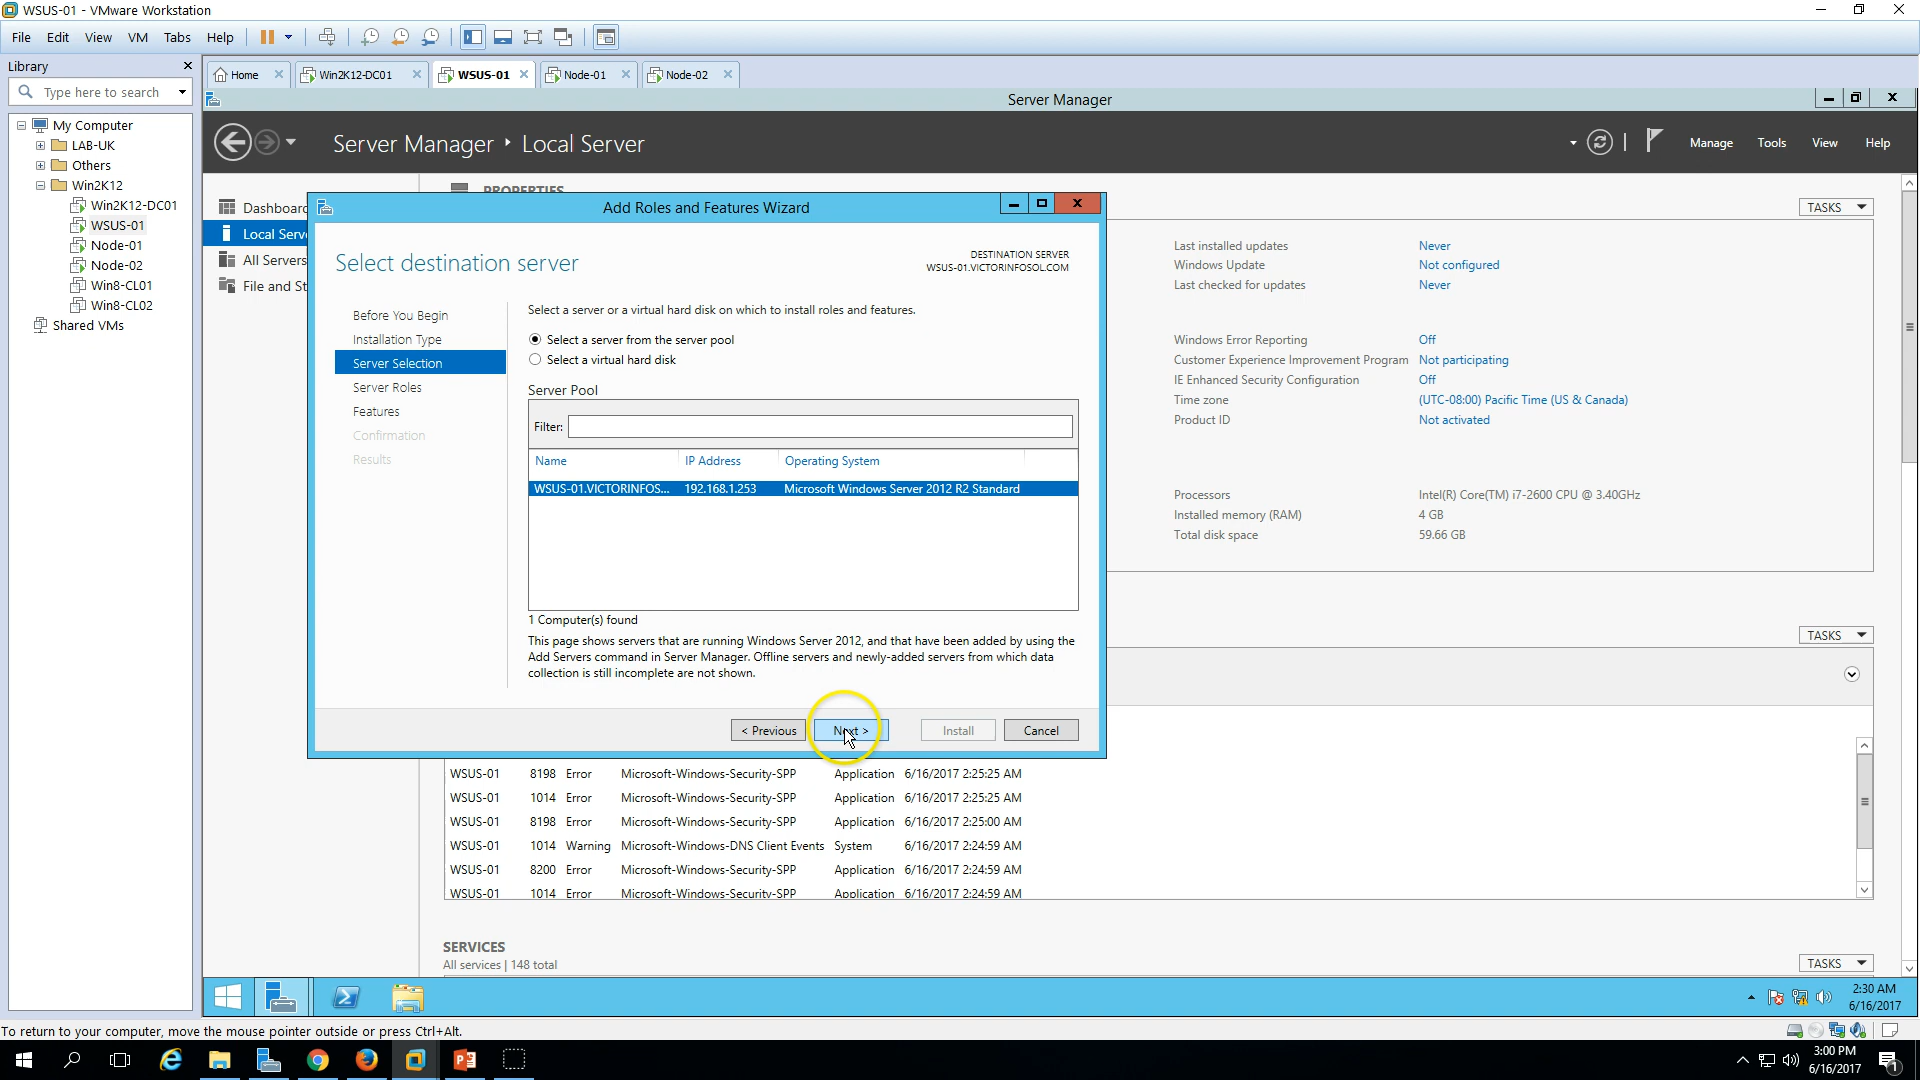 WSUS-01 - VMware Workstation
File Edit View VM Tabs Help
Library
Type here to search
My Computer
LAB-UK
Others
Win2K12
Win2K12-DC01
WSUS-01
Node-01
Node-02
Win8-CL01
Win8-CL02
Shared VMs
Home Win2K12-DC01 WSUS-01 Node-01 Node-02
Server Manager
Server Manager Local Server
Manage Tools View Help
Dashboard
Local Serv
All Servers
File and St
PROPERTIES
TASKS
Last installed updates Never
Windows Update Not configured
Last checked for updates Never
Windows Error Reporting Off
Customer Experience Improvement Program Not participating
IE Enhanced Security Configuration Off
Time zone (UTC-08:00) Pacific Time (US & Canada)
Product ID Not activated
Processors Intel(R) Core(TM) i7-2600 CPU @ 3.40GHz
Installed memory (RAM) 4 GB
Total disk space 59.66 GB
TASKS
Add Roles and Features Wizard
Select destination server
DESTINATION SERVER
WSUS-01.VICTORINFOSOL.COM
Before You Begin
Installation Type
Server Selection
Server Roles
Features
Confirmation
Results
Select a server or a virtual hard disk on which to install roles and features.
Select a server from the server pool
Select a virtual hard disk
Server Pool
Filter:
Name IP Address Operating System
WSUS-01.VICTORINFOS... 192.168.1.253 Microsoft Windows Server 2012 R2 Standard
1 Computer(s) found
This page shows servers that are running Windows Server 2012, and that have been added by using the
Add Servers command in Server Manager. Offline servers and newly-added servers from which data
collection is still incomplete are not shown.
< Previous Next > Install Cancel
WSUS-01 8198 Error Microsoft-Windows-Security-SPP Application 6/16/2017 2:25:25 AM
WSUS-01 1014 Error Microsoft-Windows-Security-SPP Application 6/16/2017 2:25:25 AM
WSUS-01 8198 Error Microsoft-Windows-Security-SPP Application 6/16/2017 2:25:00 AM
WSUS-01 1014 Warning Microsoft-Windows-DNS Client Events System 6/16/2017 2:24:59 AM
WSUS-01 8200 Error Microsoft-Windows-Security-SPP Application 6/16/2017 2:24:59 AM
WSUS-01 1014 Error Microsoft-Windows-Security-SPP Application 6/16/2017 2:24:59 AM
SERVICES
All services | 148 total
TASKS
2:30 AM
6/16/2017
To return to your computer, move the mouse pointer outside or press Ctrl+Alt.
3:00 PM
6/16/2017
1